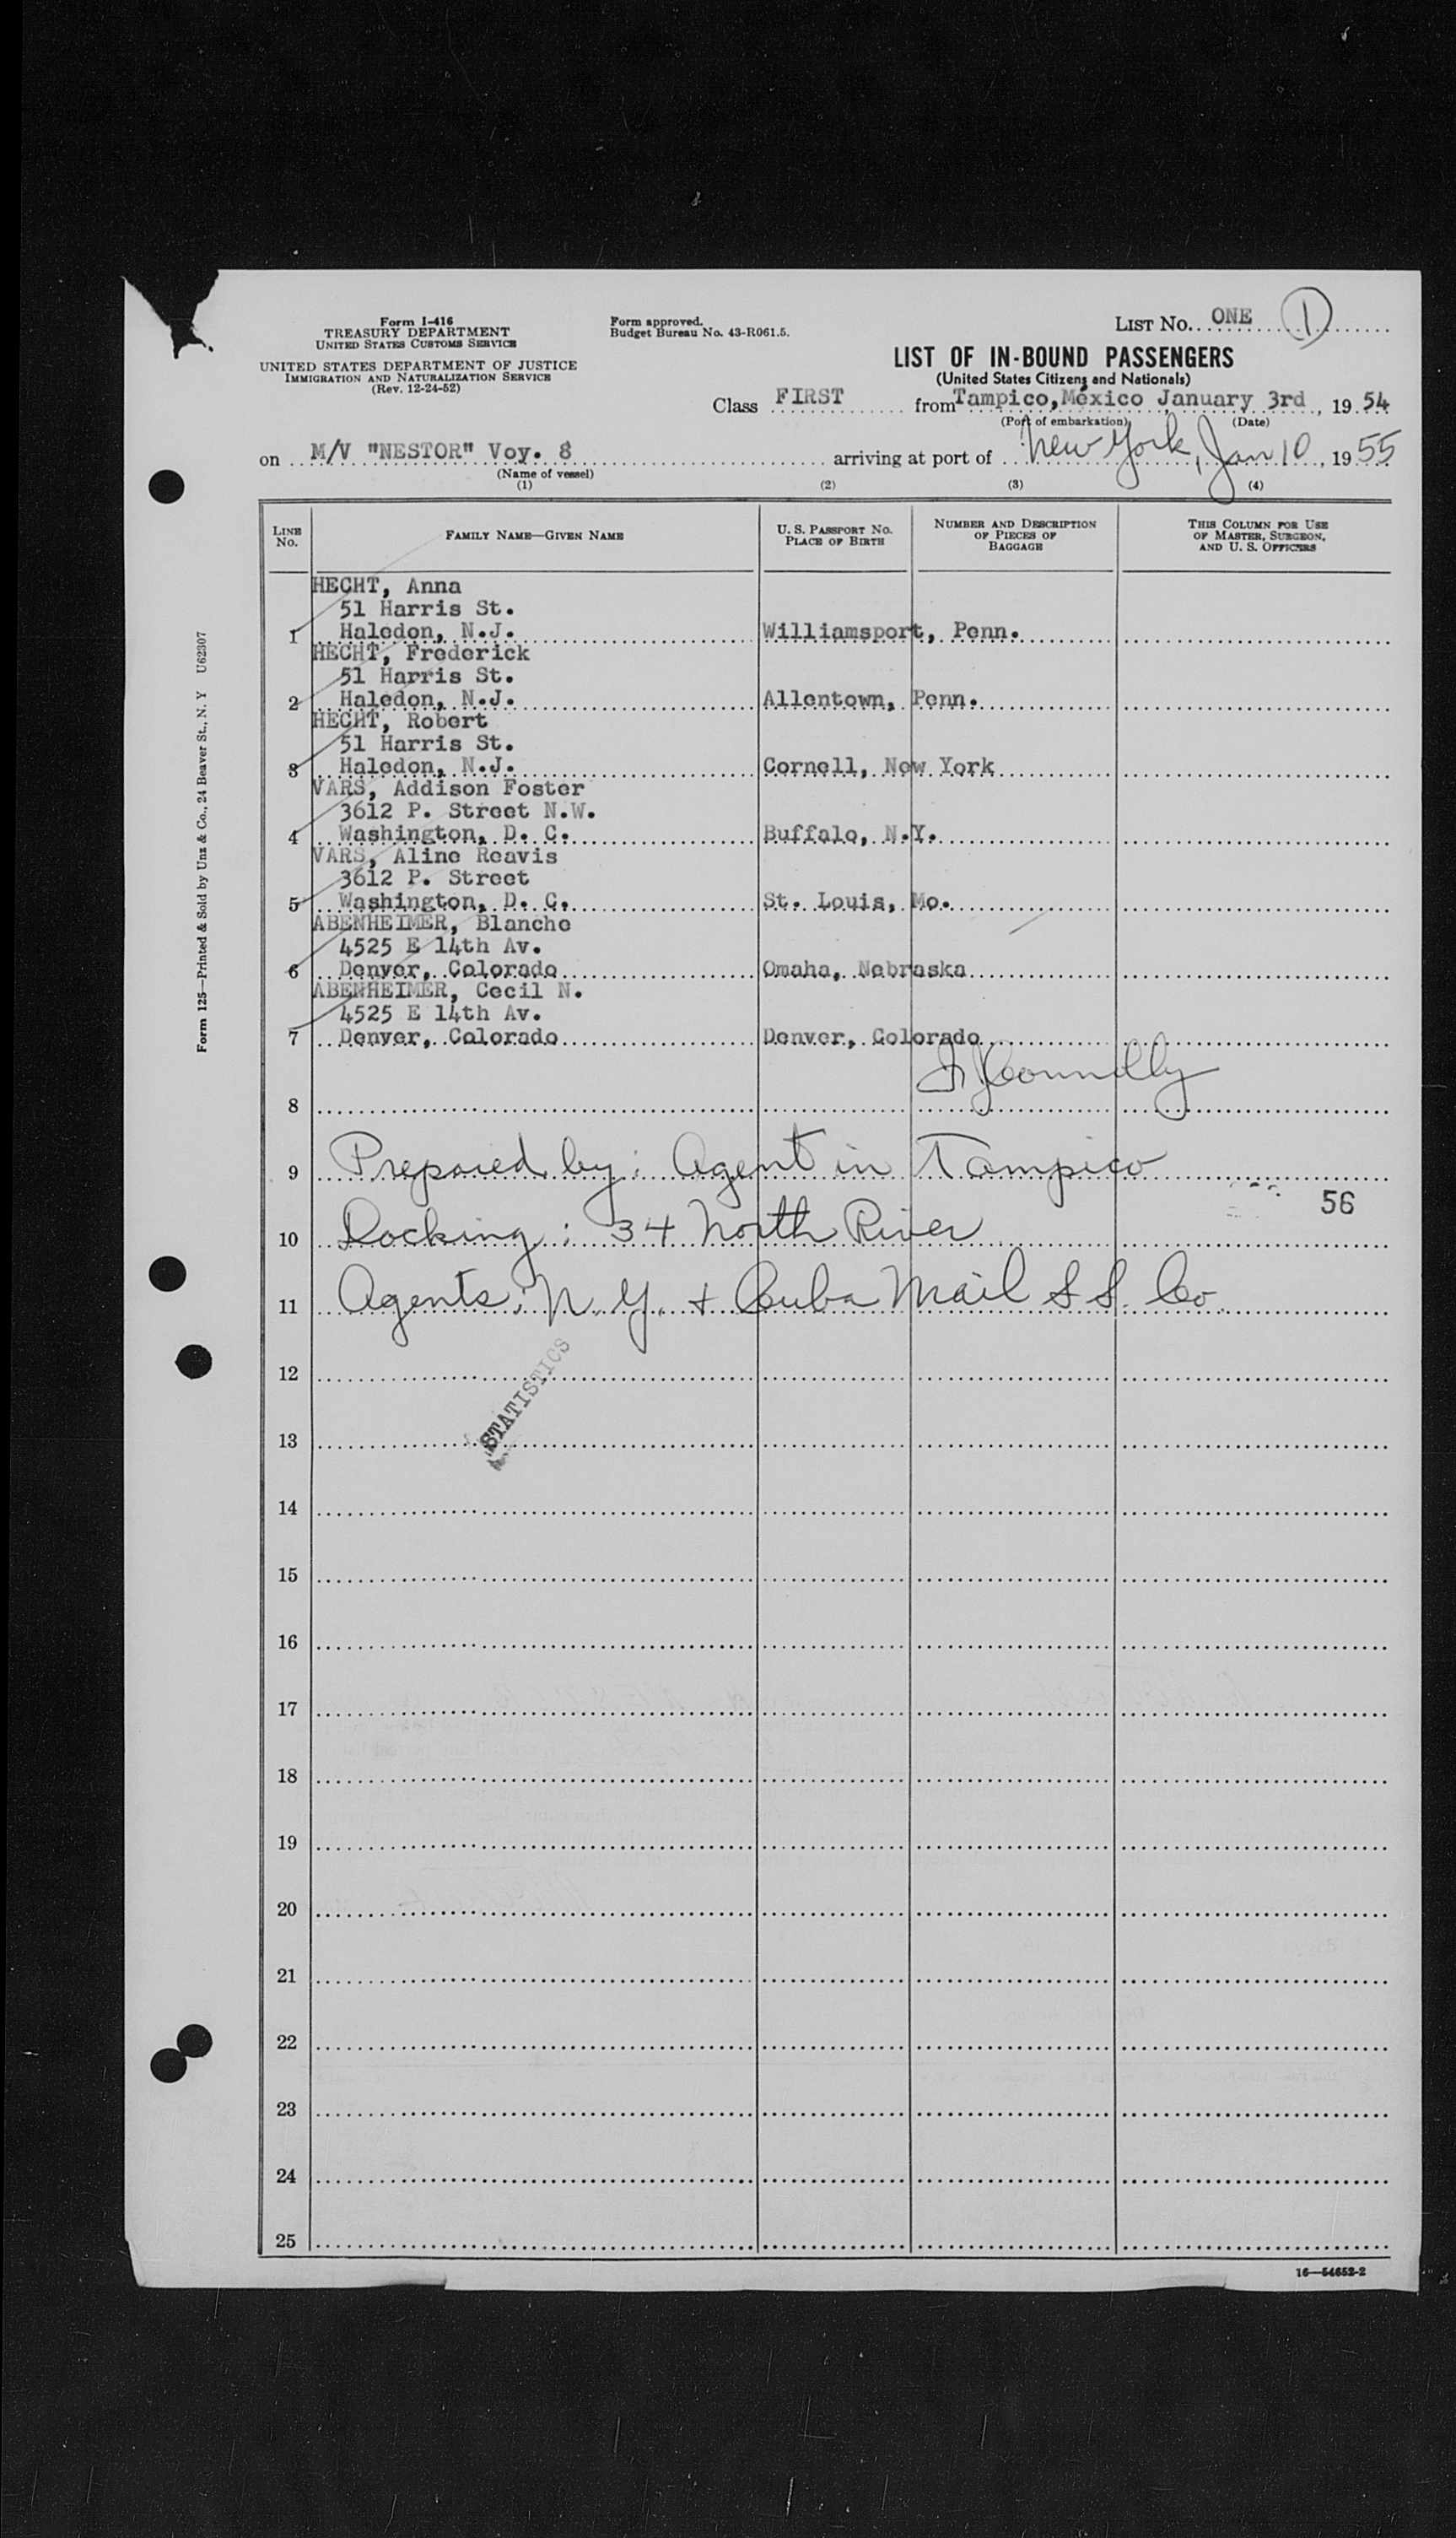 Form I-416
TREASURY DEPARTMENT
UNITED STATES CUSTOMS SERVICE
UNITED STATES DEPARTMENT OF JUSTICE
IMMIGRATION AND NATURALIZATION SERVICE
(Rev. 12-24-52)
Form approved.
Budget Bureau No. 43-R061.5.
LIST No. ONE 1
LIST OF IN-BOUND PASSENGERS
(United States Citizens and Nationals)
Class FIRST from Tampico, México January 3rd, 1954
(Port of embarkation) (Date)
on M/V "NESTOR" Voy. 8 arriving at port of New York, Jan 10, 1955
(Name of vessel)
(1) (2) (3) (4)
LINE No. FAMILY NAME—GIVEN NAME U. S. PASSPORT No. PLACE OF BIRTH NUMBER AND DESCRIPTION OF PIECES OF BAGGAGE THIS COLUMN FOR USE OF MASTER, SURGEON, AND U. S. OFFICERS
HECHT, Anna
51 Harris St.
1 Haledon, N.J. Williamsport, Penn.
HECHT, Frederick
51 Harris St.
2 Haledon, N.J. Allentown, Penn.
HECHT, Robert
51 Harris St.
3 Haledon, N.J. Cornell, New York
VARS, Addison Foster
3612 P. Street N.W.
4 Washington, D. C. Buffalo, N.Y.
VARS, Aline Reavis
3612 P. Street
5 Washington, D. C. St. Louis, Mo.
ABENHEIMER, Blanche
4525 E 14th Av.
6 Denver, Colorado Omaha, Nebraska
ABENHEIMER, Cecil N.
4525 E 14th Av.
7 Denver, Colorado Denver, Colorado
Connolly
8
9 Prepared by: Agent in Tampico
56
10 Docking: 34 North River
11 Agents: N.Y. + Cuba Mail S S. Co.
12
STATISTICS
13
14
15
16
17
18
19
20
21
22
23
24
25
16—54652-2
Form 125—Printed & Sold by Unz & Co., 24 Beaver St., N. Y U62307